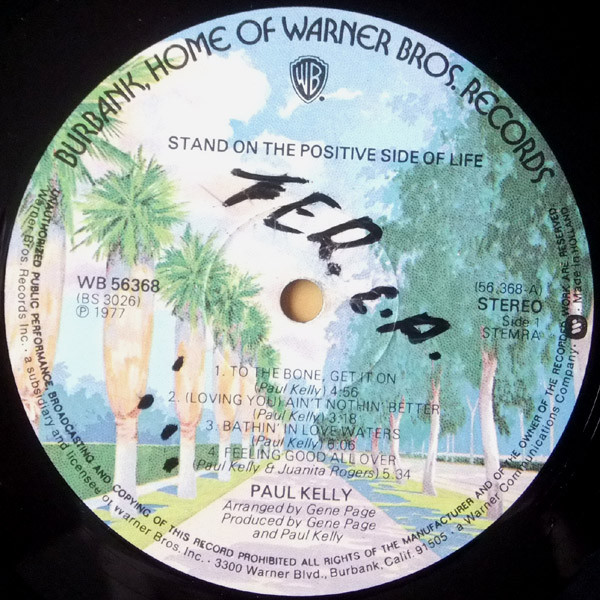 BURBANK, HOME OF WARNER BROS. RECORDS
WB
STAND ON THE POSITIVE SIDE OF LIFE
FER. E.P.
WB 56368
(BS 3026)
℗ 1977
(56.368-A)
STEREO
Side 1
STEMRA
1. TO THE BONE, GET IT ON
(Paul Kelly) 4:56
2. (LOVING YOU) AIN'T NOTHIN' BETTER
(Paul Kelly) 3:18
3. BATHIN' IN LOVE WATERS
(Paul Kelly) 6:06
4. FEELING GOOD ALL OVER
(Paul Kelly & Juanita Rogers) 5:34
PAUL KELLY
Arranged by Gene Page
Produced by Gene Page
and Paul Kelly
UNAUTHORIZED PUBLIC PERFORMANCE, BROADCASTING AND COPYING OF THIS RECORD PROHIBITED ALL RIGHTS OF THE MANUFACTURER AND OF THE OWNER OF THE RECORDED WORK ARE RESERVED
Warner Bros. Records Inc. · a subsidiary and licensee of Warner Bros. Inc. · 3300 Warner Blvd., Burbank, Calif. 91505 · a Warner Communications Company. · Made in HOLLAND